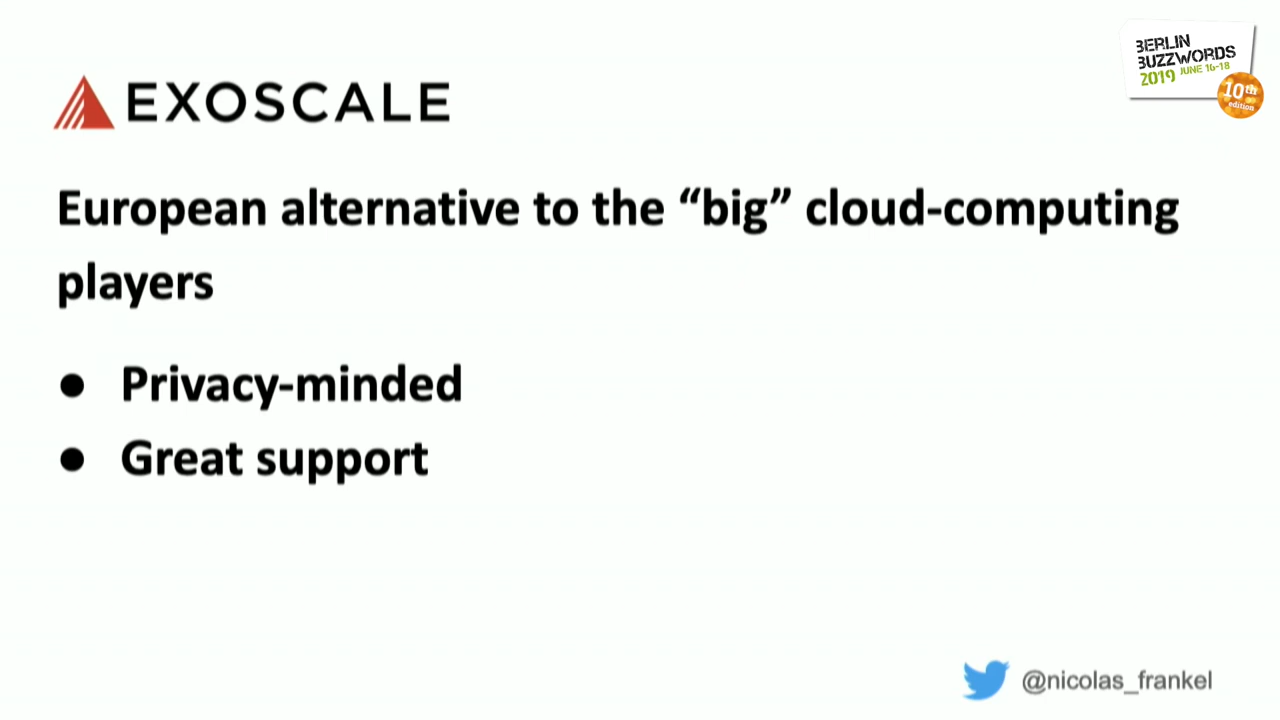 BERLIN
BUZZWORDS
2019 JUNE 16-18
10th
edition
EXOSCALE
European alternative to the “big” cloud-computing
players
● Privacy-minded
● Great support
@nicolas_frankel